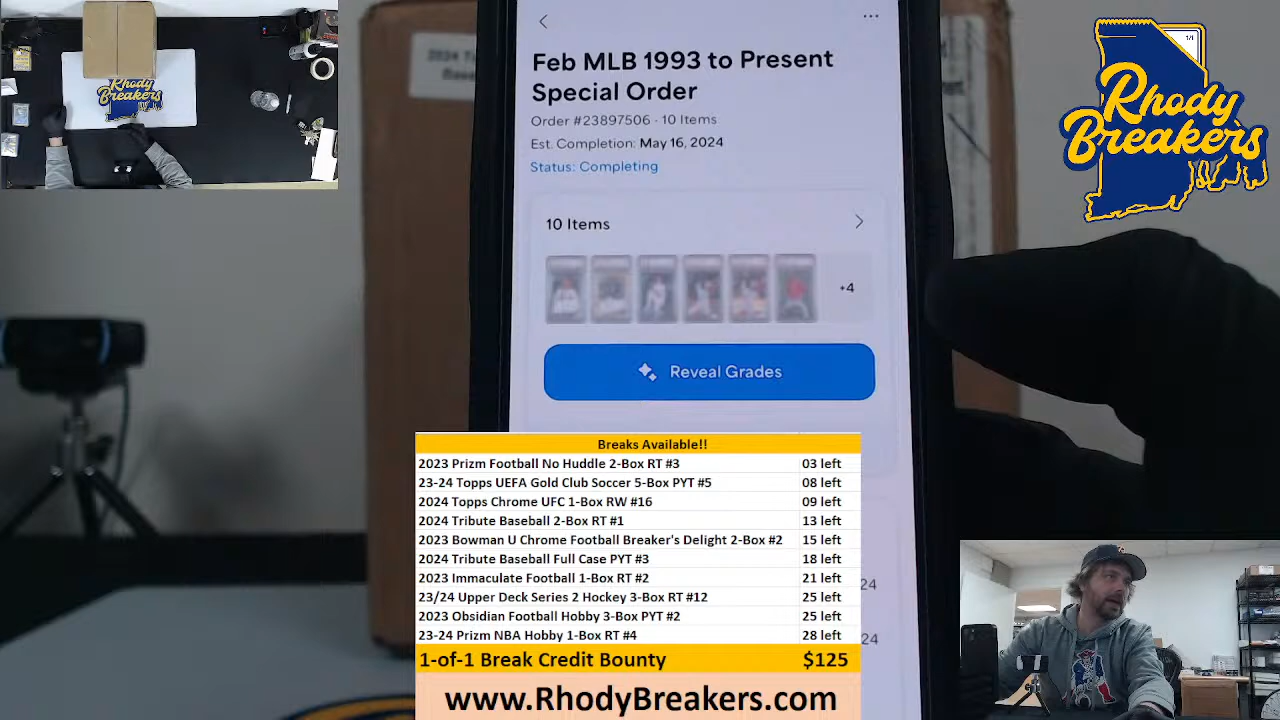 Feb MLB 1993 to Present
Special Order
Order #23897506 · 10 Items
Est. Completion: May 16, 2024
Status: Completing
10 Items
+4
Reveal Grades
24
24
Rhody
Breakers
1/1
Rhody
Breakers
Breaks Available!!
2023 Prizm Football No Huddle 2-Box RT #3 03 left
23-24 Topps UEFA Gold Club Soccer 5-Box PYT #5 08 left
2024 Topps Chrome UFC 1-Box RW #16 09 left
2024 Tribute Baseball 2-Box RT #1 13 left
2023 Bowman U Chrome Football Breaker's Delight 2-Box #2 15 left
2024 Tribute Baseball Full Case PYT #3 18 left
2023 Immaculate Football 1-Box RT #2 21 left
23/24 Upper Deck Series 2 Hockey 3-Box RT #12 25 left
2023 Obsidian Football Hobby 3-Box PYT #2 25 left
23-24 Prizm NBA Hobby 1-Box RT #4 28 left
1-of-1 Break Credit Bounty $125
www.RhodyBreakers.com